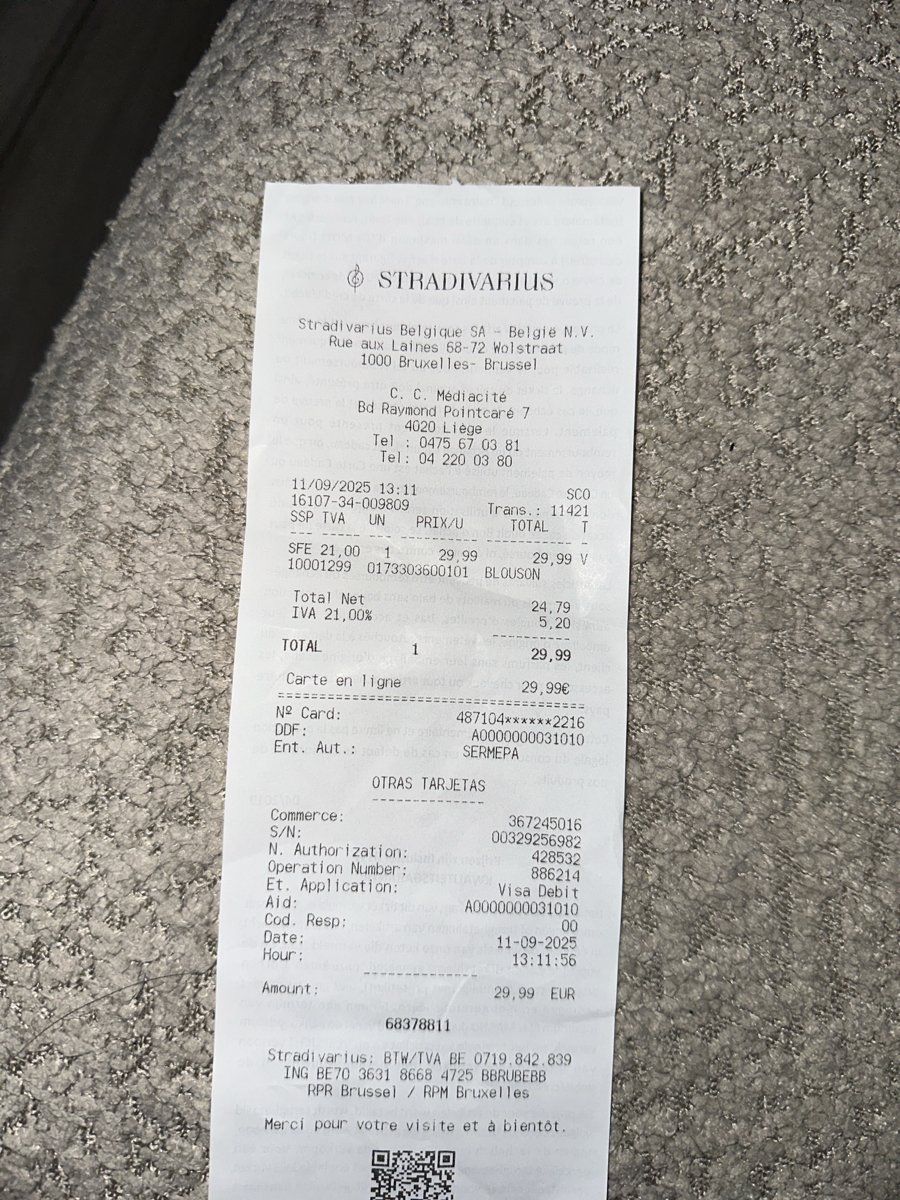 STRADIVARIUS
Stradivarius Belgique SA - België N.V.
Rue aux Laines 68-72 Wolstraat
1000 Bruxelles- Brussel
C. C. Médiacité
Bd Raymond Pointcaré 7
4020 Liège
Tel : 0475 67 03 81
Tel: 04 220 03 80
11/09/2025 13:11 SCO
16107-34-009809 Trans.: 11421
SSP TVA UN PRIX/U TOTAL T
SFE 21,00 1 29,99 29,99 V
10001299 0173303600101 BLOUSON
Total Net 24,79
IVA 21,00% 5,20
TOTAL 1 29,99
Carte en ligne 29,99€
Nº Card: 487104******2216
DDF: A0000000031010
Ent. Aut.: SERMEPA
OTRAS TARJETAS
Commerce: 367245016
S/N: 00329256982
N. Authorization: 428532
Operation Number: 886214
Et. Application: Visa Debit
Aid: A0000000031010
Cod. Resp: 00
Date: 11-09-2025
Hour: 13:11:56
Amount: 29,99 EUR
68378811
Stradivarius: BTW/TVA BE 0719.842.839
ING BE70 3631 8668 4725 BBRUBEBB
RPR Brussel / RPM Bruxelles
Merci pour votre visite et à bientôt.